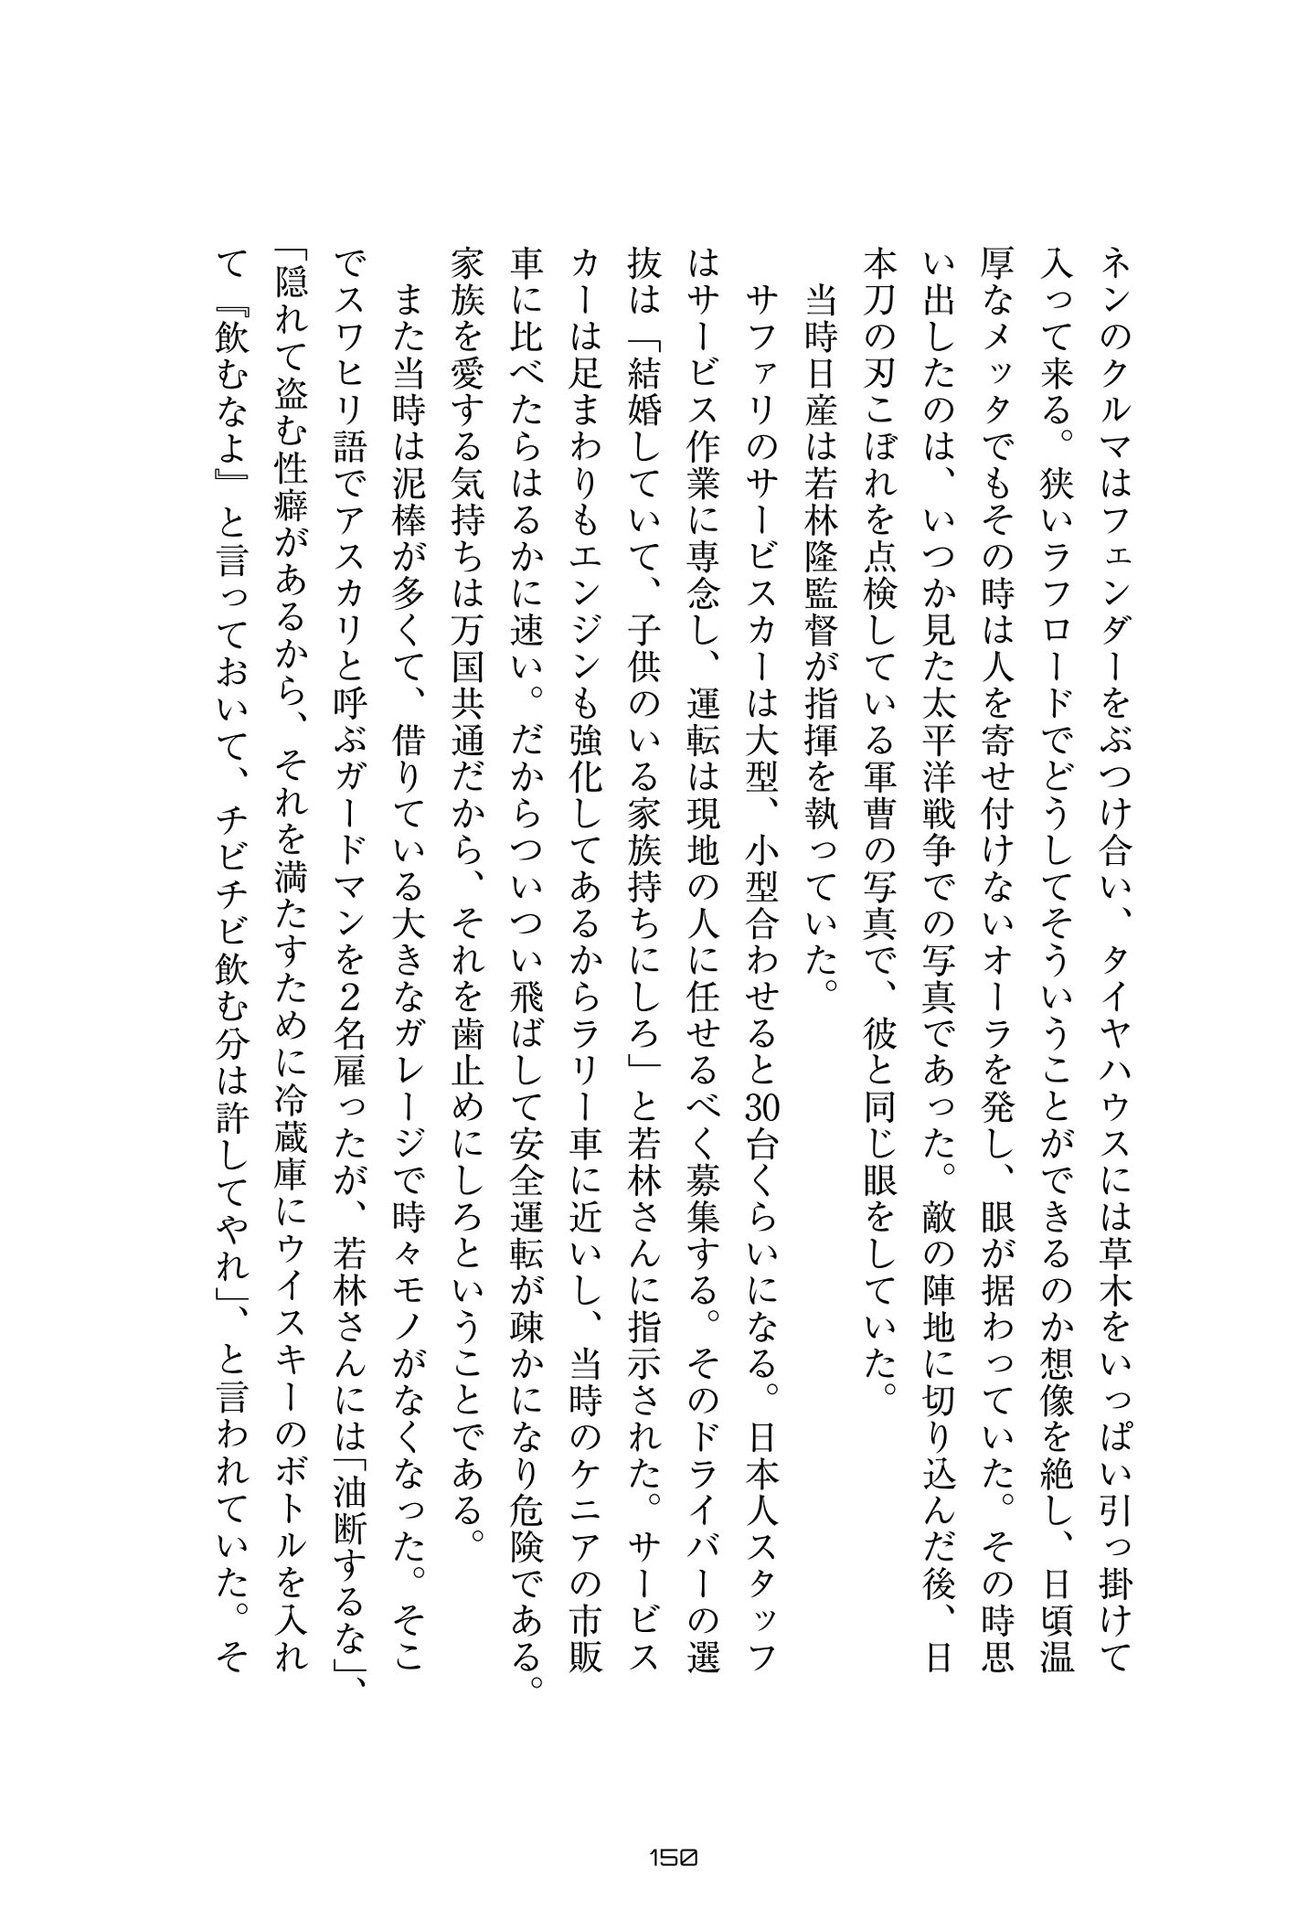 ネンのクルマはフェンダーをぶつけ合い、タイヤハウスには草木をいっぱい引っ掛けて
入って来る。狭いラフロードでどうしてそういうことができるのか想像を絶し、日頃温
厚なメッタでもその時は人を寄せ付けないオーラを発し、眼が据わっていた。その時思
い出したのは、いつか見た太平洋戦争での写真であった。敵の陣地に切り込んだ後、日
本刀の刃こぼれを点検している軍曹の写真で、彼と同じ眼をしていた。
　当時日産は若林隆監督が指揮を執っていた。
　サファリのサービスカーは大型、小型合わせると30台くらいになる。日本人スタッフ
はサービス作業に専念し、運転は現地の人に任せるべく募集する。そのドライバーの選
抜は「結婚していて、子供のいる家族持ちにしろ」と若林さんに指示された。サービス
カーは足まわりもエンジンも強化してあるからラリー車に近いし、当時のケニアの市販
車に比べたらはるかに速い。だからついつい飛ばして安全運転が疎かになり危険である。
家族を愛する気持ちは万国共通だから、それを歯止めにしろということである。
　また当時は泥棒が多くて、借りている大きなガレージで時々モノがなくなった。そこ
でスワヒリ語でアスカリと呼ぶガードマンを2名雇ったが、若林さんには「油断するな」、
「隠れて盗む性癖があるから、それを満たすために冷蔵庫にウイスキーのボトルを入れ
て『飲むなよ』と言っておいて、チビチビ飲む分は許してやれ」、と言われていた。そ
150